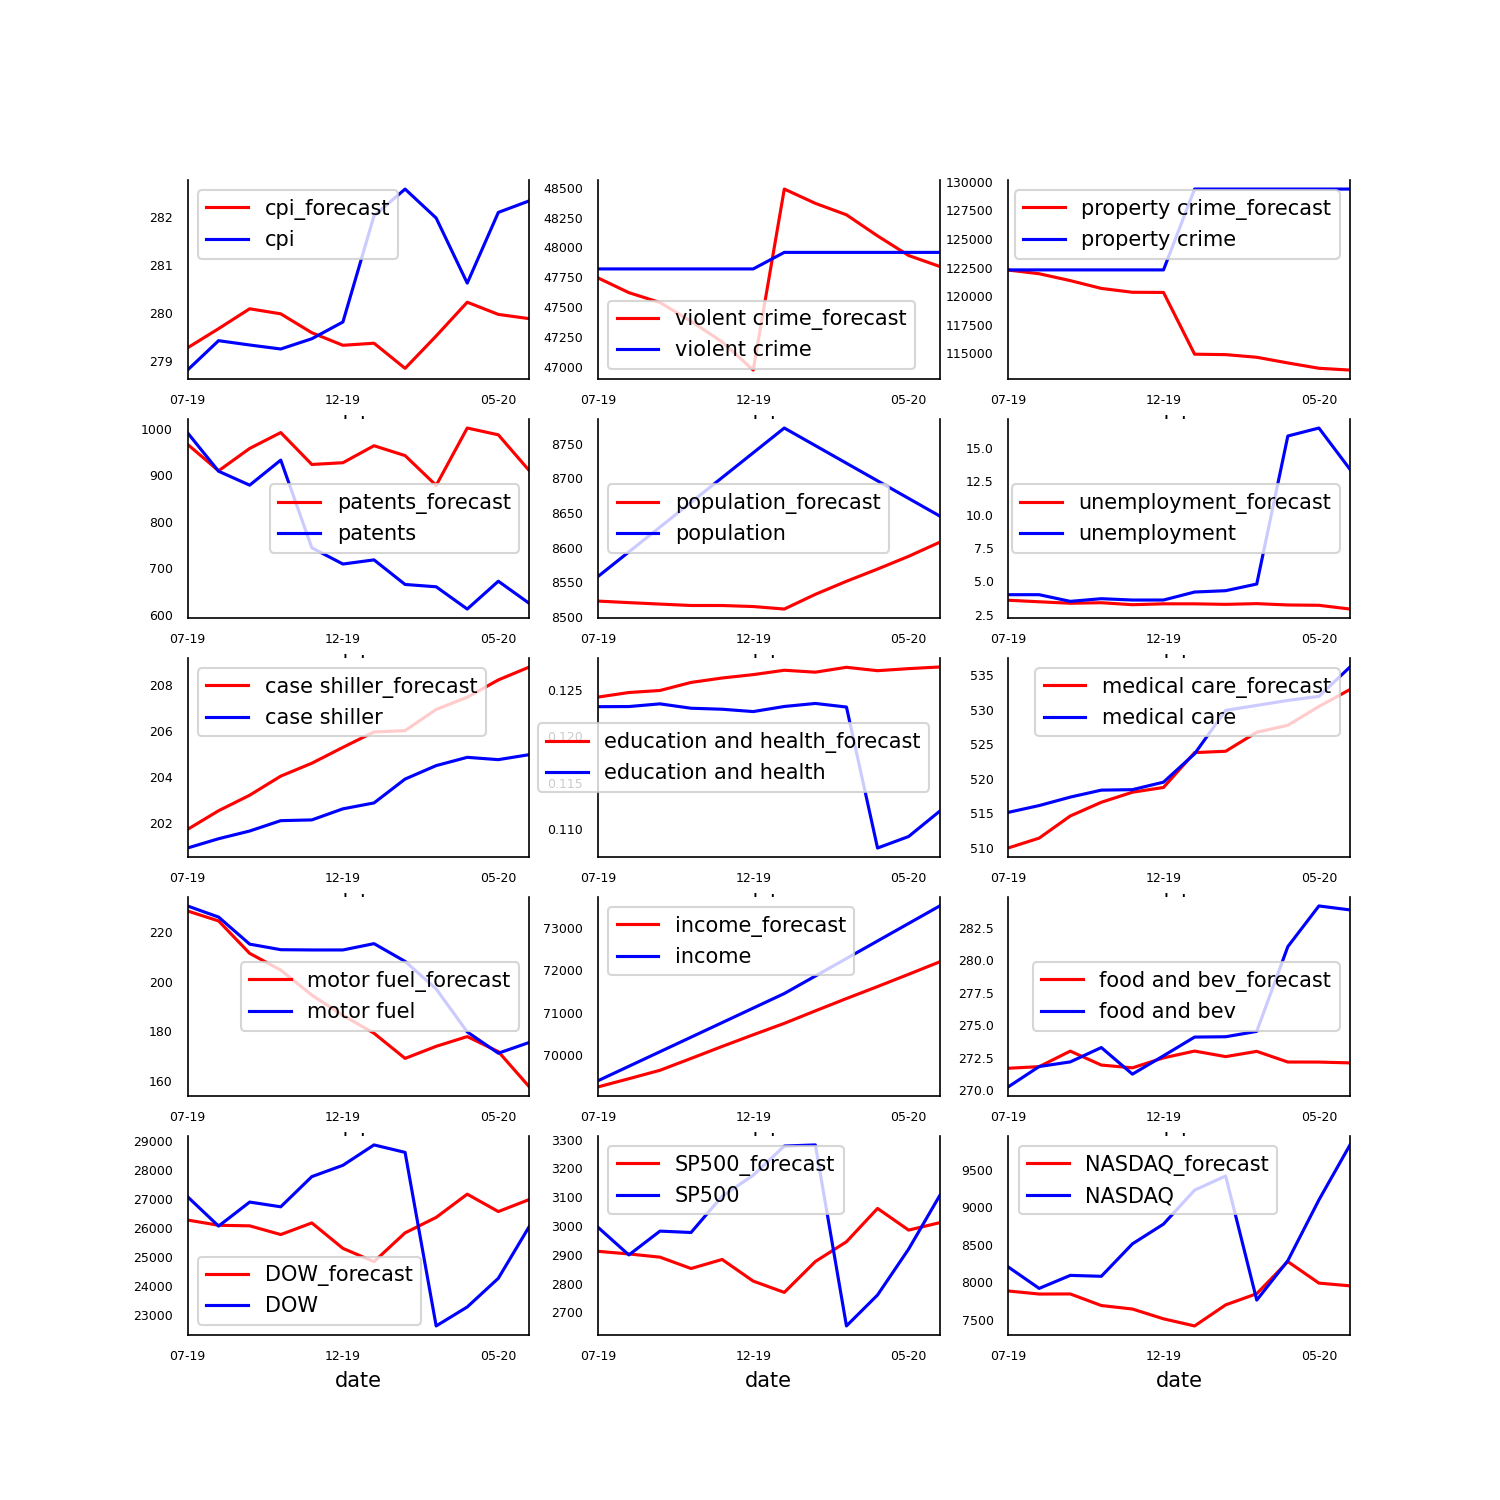 cpi_forecast
cpi
282
281
280
279
07-19 12-19 05-20
violent crime_forecast
violent crime
48500
48250
48000
47750
47500
47250
47000
07-19 12-19 05-20
property crime_forecast
property crime
130000
127500
125000
122500
120000
117500
115000
07-19 12-19 05-20
patents_forecast
patents
1000
900
800
700
600
07-19 12-19 05-20
population_forecast
population
8750
8700
8650
8600
8550
8500
07-19 12-19 05-20
unemployment_forecast
unemployment
15.0
12.5
10.0
7.5
5.0
2.5
07-19 12-19 05-20
case shiller_forecast
case shiller
208
206
204
202
07-19 12-19 05-20
education and health_forecast
education and health
0.125
0.120
0.115
0.110
07-19 12-19 05-20
medical care_forecast
medical care
535
530
525
520
515
510
07-19 12-19 05-20
motor fuel_forecast
motor fuel
220
200
180
160
07-19 12-19 05-20
income_forecast
income
73000
72000
71000
70000
07-19 12-19 05-20
food and bev_forecast
food and bev
282.5
280.0
277.5
275.0
272.5
270.0
07-19 12-19 05-20
DOW_forecast
DOW
29000
28000
27000
26000
25000
24000
23000
07-19 12-19 05-20
date
SP500_forecast
SP500
3300
3200
3100
3000
2900
2800
2700
07-19 12-19 05-20
date
NASDAQ_forecast
NASDAQ
9500
9000
8500
8000
7500
07-19 12-19 05-20
date